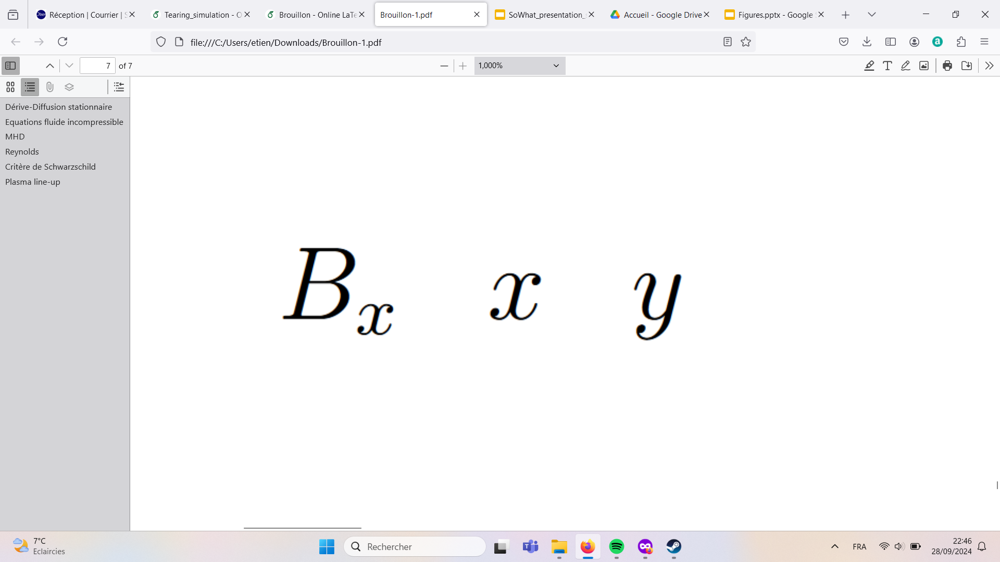 Réception | Courrier | S
Tearing_simulation - O
Brouillon - Online LaTe
Brouillon-1.pdf
SoWhat_presentation_
Accueil - Google Drive
Figures.pptx - Google
file:///C:/Users/etien/Downloads/Brouillon-1.pdf
7 of 7
1,000%
Dérive-Diffusion stationnaire
Equations fluide incompressible
MHD
Reynolds
Critère de Schwarzschild
Plasma line-up
Bₓ x y
7°C
Eclaircies
Rechercher
FRA
22:46
28/09/2024